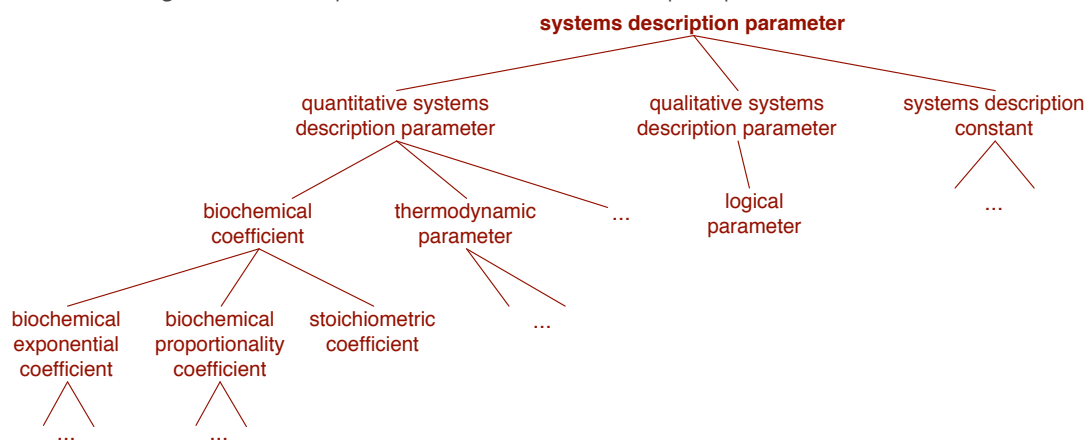 systems description parameter
quantitative systems
description parameter
qualitative systems
description parameter
systems description
constant
biochemical
coefficient
thermodynamic
parameter
...
logical
parameter
...
biochemical
exponential
coefficient
biochemical
proportionality
coefficient
stoichiometric
coefficient
...
...
...